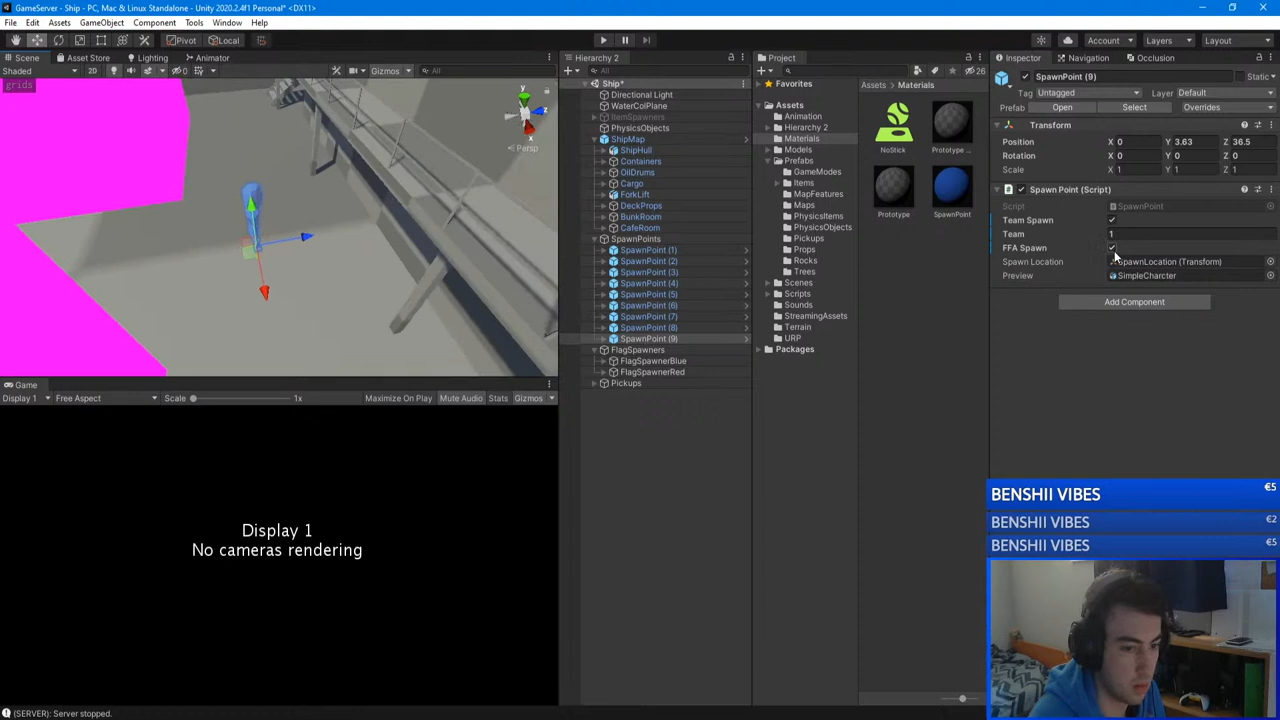 GameServer - Ship - PC, Mac & Linux Standalone - Unity 2020.2.4f1 Personal* <DX11>
File Edit Assets GameObject Component Tools Window Help
Pivot Local Account Layers Layout
Scene Asset Store Lighting Animator
Shaded 2D 0 Gizmos All
grids
y
z
x
Persp
Game
Display 1 Free Aspect Scale 1x Maximize On Play Mute Audio Stats Gizmos
Display 1
No cameras rendering
Hierarchy 2
All
Ship*
Directional Light
WaterColPlane
ItemSpawners
PhysicsObjects
ShipMap
ShipHull
Containers
OilDrums
Cargo
ForkLift
DeckProps
BunkRoom
CafeRoom
SpawnPoints
SpawnPoint (1)
SpawnPoint (2)
SpawnPoint (3)
SpawnPoint (4)
SpawnPoint (5)
SpawnPoint (6)
SpawnPoint (7)
SpawnPoint (8)
SpawnPoint (9)
FlagSpawners
FlagSpawnerBlue
FlagSpawnerRed
Pickups
Project
26
Favorites
Assets
Animation
Hierarchy 2
Materials
Models
Prefabs
GameModes
Items
MapFeatures
Maps
PhysicsItems
PhysicsObjects
Pickups
Props
Rocks
Trees
Scenes
Scripts
Sounds
StreamingAssets
Terrain
URP
Packages
Assets > Materials
NoStick Prototype ...
Prototype SpawnPoint
Inspector Navigation Occlusion
SpawnPoint (9) Static
Tag Untagged Layer Default
Prefab Open Select Overrides
Transform
Position X 0 Y 3.63 Z 36.5
Rotation X 0 Y 0 Z 0
Scale X 1 Y 1 Z 1
Spawn Point (Script)
Script SpawnPoint
Team Spawn
Team 1
FFA Spawn
Spawn Location SpawnLocation (Transform)
Preview SimpleCharcter
Add Component
BENSHII VIBES €5
BENSHII VIBES €2
BENSHII VIBES €5
(SERVER): Server stopped.